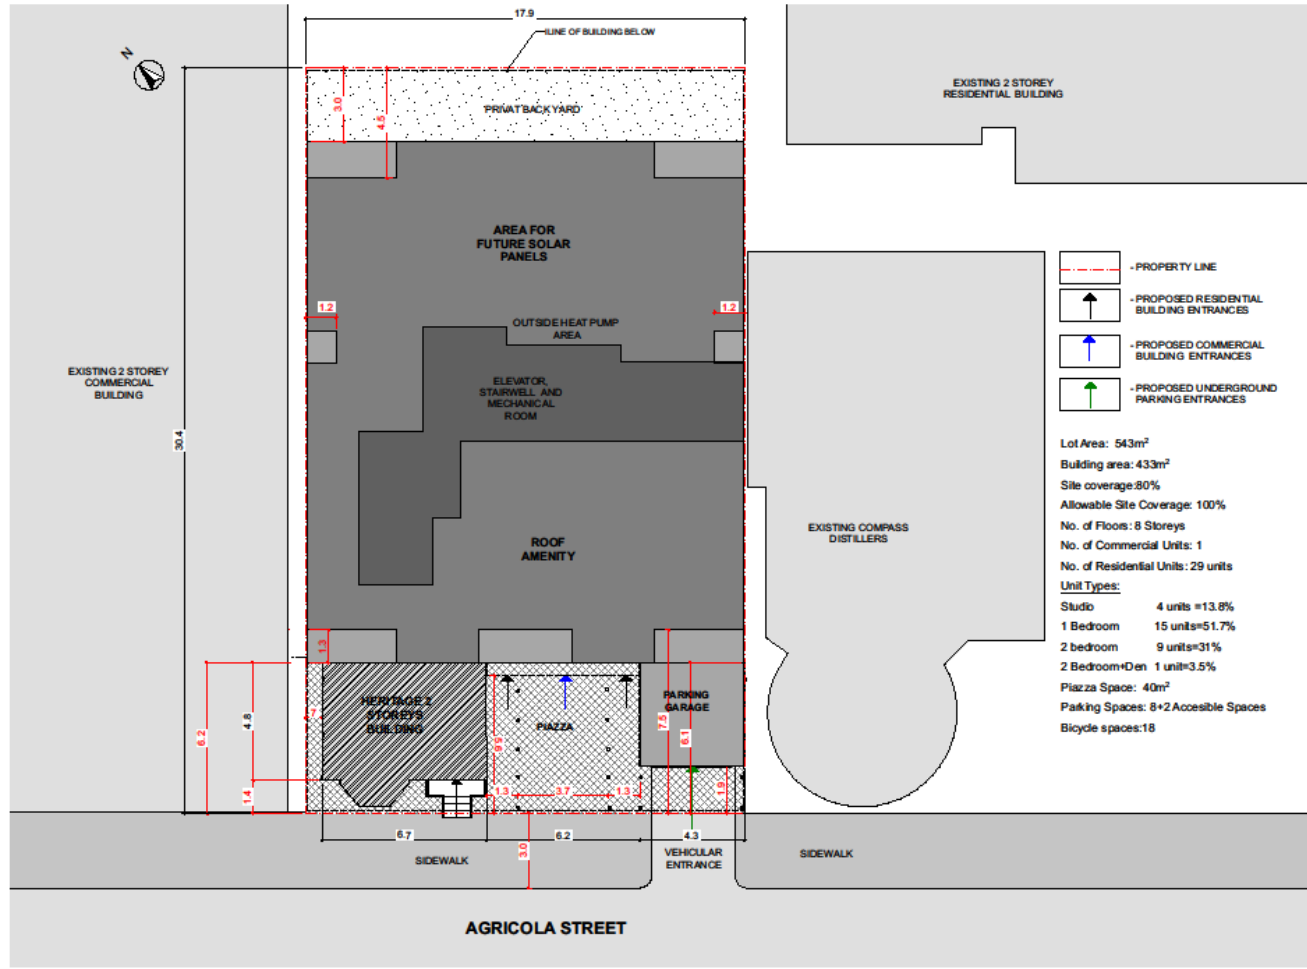 17.9
ILINE OF BUILDING BELOW
N
3.0
4.5
'PRIVAT BACK YARD'
EXISTING 2 STOREY
RESIDENTIAL BUILDING
AREA FOR
FUTURE SOLAR
PANELS
1.2
1.2
OUTSIDE HEAT PUMP
AREA
EXISTING 2 STOREY
COMMERCIAL
BUILDING
ELEVATOR,
STAIRWELL AND
MECHANICAL
ROOM
30.4
- PROPERTY LINE
- PROPOSED RESIDENTIAL
BUILDING ENTRANCES
- PROPOSED COMMERCIAL
BUILDING ENTRANCES
- PROPOSED UNDERGROUND
PARKING ENTRANCES
Lot Area: 543m²
Building area: 433m²
Site coverage:80%
Allowable Site Coverage: 100%
No. of Floors: 8 Storeys
No. of Commercial Units: 1
No. of Residential Units: 29 units
Unit Types:
Studio 4 units =13.8%
1 Bedroom 15 units=51.7%
2 bedroom 9 units=31%
2 Bedroom+Den 1 unit=3.5%
Piazza Space: 40m²
Parking Spaces: 8+2 Accesible Spaces
Bicycle spaces:18
EXISTING COMPASS
DISTILLERS
ROOF
AMENITY
1.3
HERITAGE 2
STOREYS
BUILDING
PIAZZA
PARKING
GARAGE
.7
6.2
4.8
1.4
7.5
6.1
1.3
3.7
1.3
1.9
6.7
6.2
4.3
3.0
SIDEWALK
VEHICULAR
ENTRANCE
SIDEWALK
AGRICOLA STREET